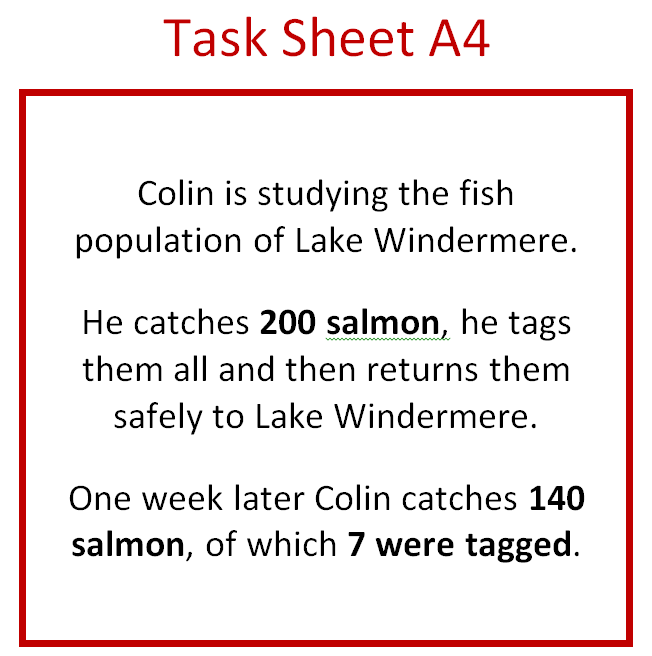 Task Sheet A4
Colin is studying the fish
population of Lake Windermere.
He catches 200 salmon, he tags
them all and then returns them
safely to Lake Windermere.
One week later Colin catches 140
salmon, of which 7 were tagged.